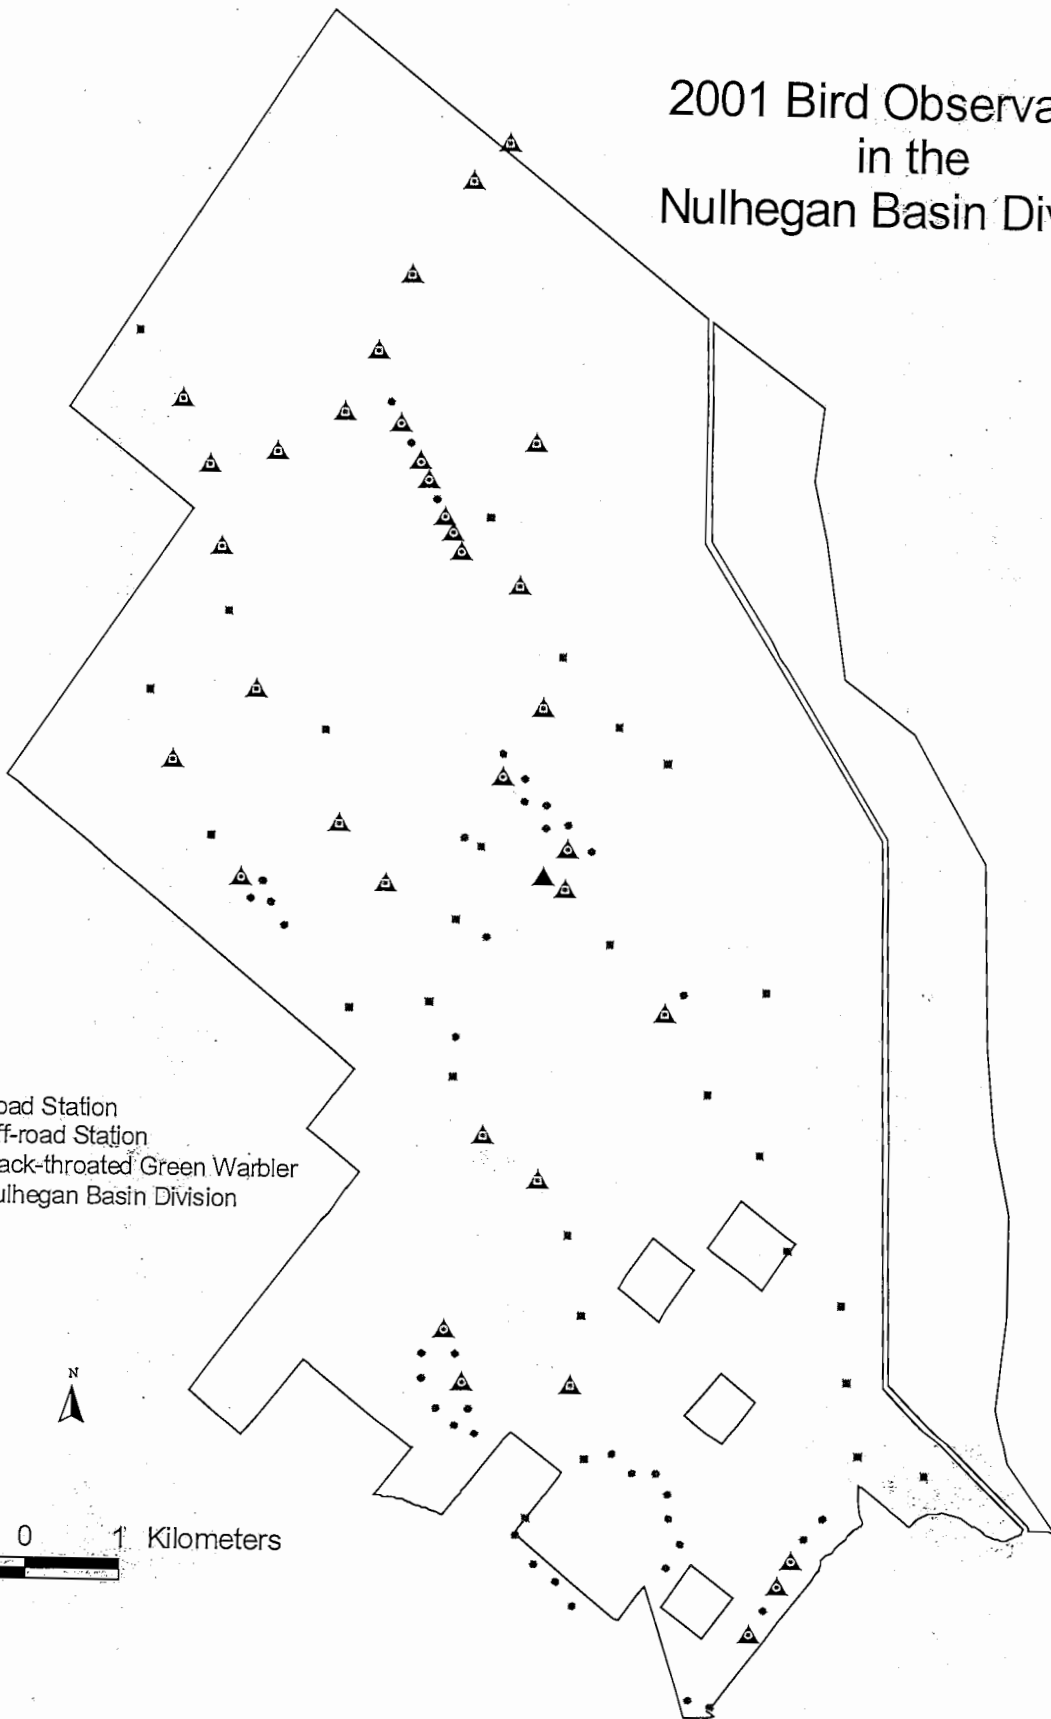 2001 Bird Observa
in the
Nulhegan Basin Div
oad Station
ff-road Station
ack-throated Green Warbler
ulhegan Basin Division
N
0 1 Kilometers